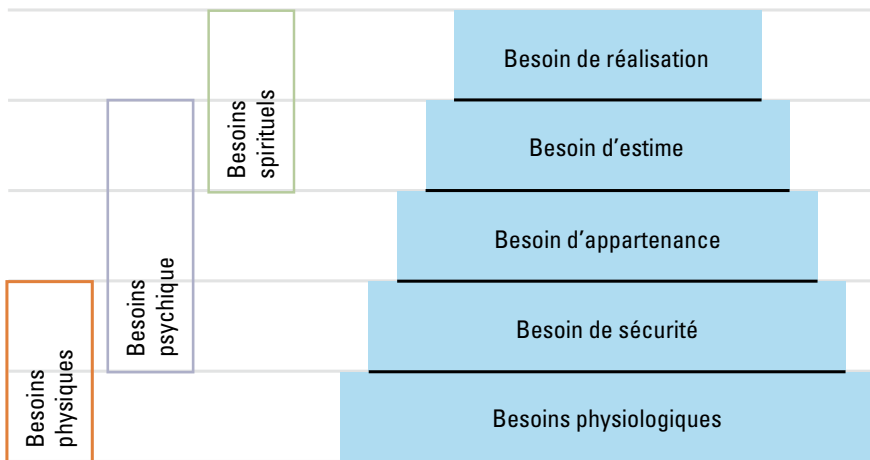 Besoin de réalisation
Besoins
spirituels
Besoin d'estime
Besoin d'appartenance
Besoins
psychique
Besoin de sécurité
Besoins
physiques
Besoins physiologiques